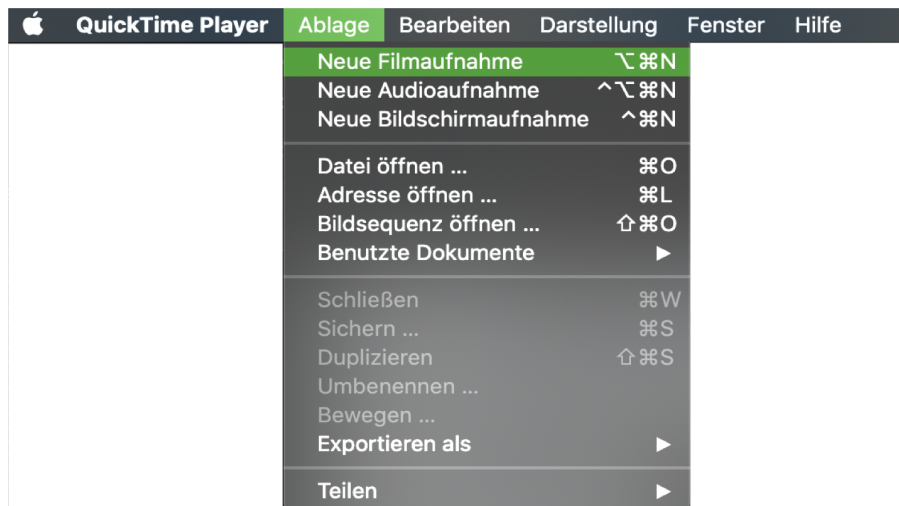 QuickTime Player Ablage Bearbeiten Darstellung Fenster Hilfe
Neue Filmaufnahme ⌥⌘N
Neue Audioaufnahme ^⌥⌘N
Neue Bildschirmaufnahme ^⌘N
Datei öffnen ... ⌘O
Adresse öffnen ... ⌘L
Bildsequenz öffnen ... ⇧⌘O
Benutzte Dokumente ▶
Schließen ⌘W
Sichern ... ⌘S
Duplizieren ⇧⌘S
Umbenennen ...
Bewegen ...
Exportieren als ▶
Teilen ▶